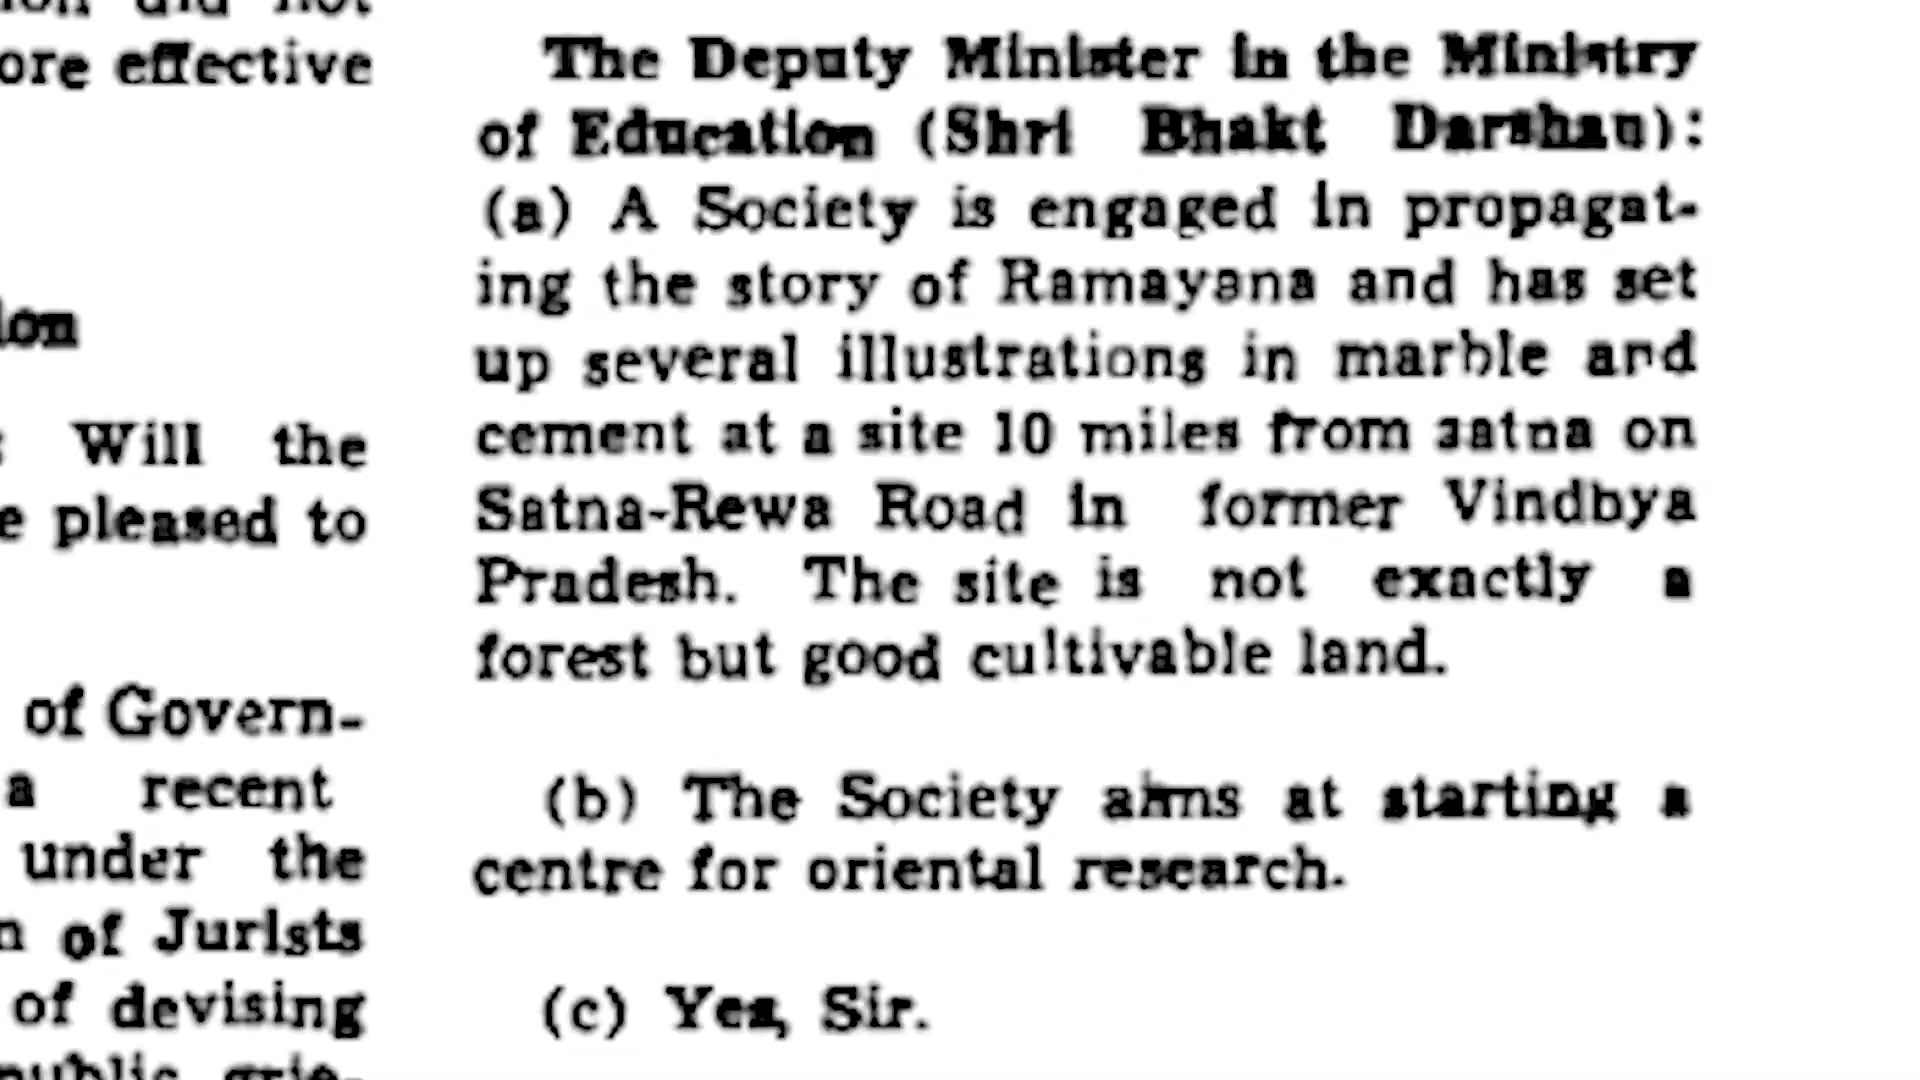 ore effective
ion
Will the
e pleased to
of Govern-
a recent
under the
n of Jurists
of devising
public grie-
The Deputy Minister in the Ministry
of Education (Shri Bhakt Darshan):
(a) A Society is engaged in propagat-
ing the story of Ramayana and has set
up several illustrations in marble and
cement at a site 10 miles from satna on
Satna-Rewa Road in former Vindhya
Pradesh. The site is not exactly a
forest but good cultivable land.
(b) The Society aims at starting a
centre for oriental research.
(c) Yes, Sir.